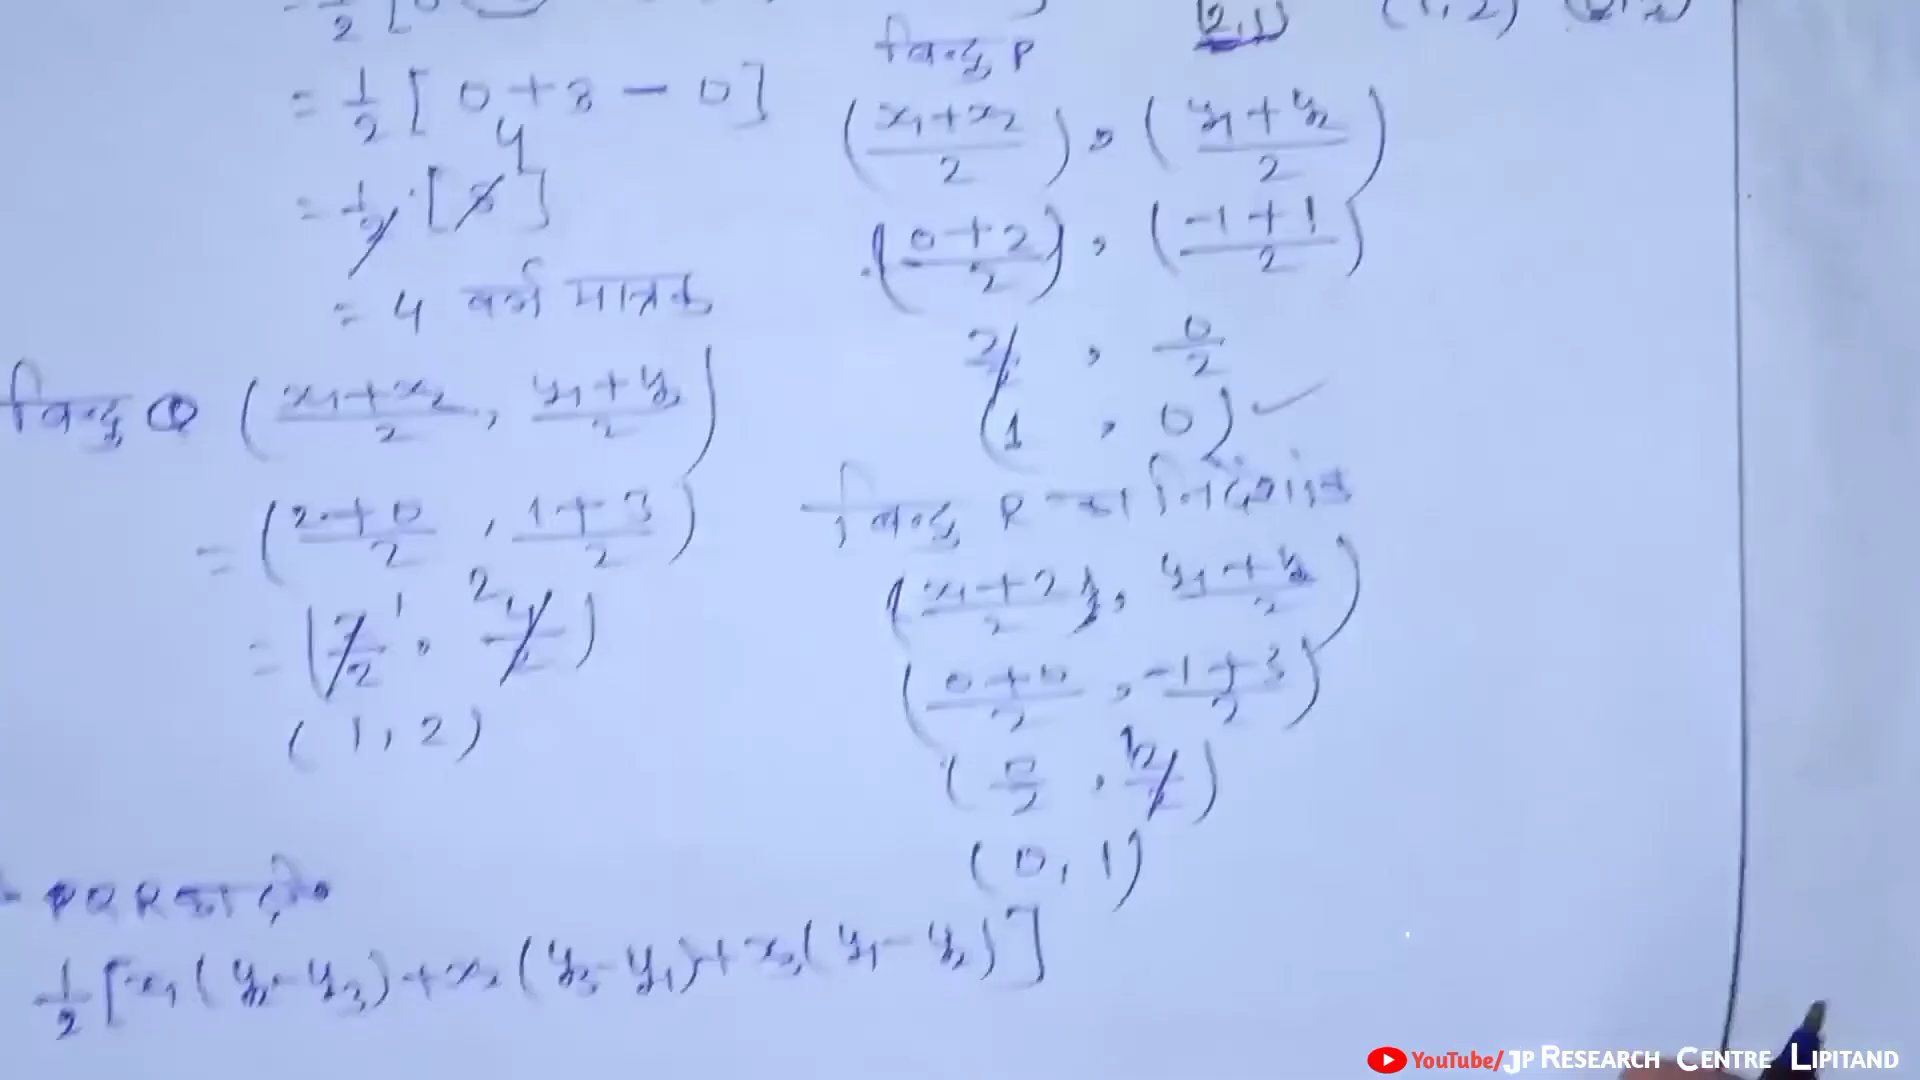 (2,1) (1,2)
= 1/2 [ 0 + 8 - 0 ]
4
= 1/2 . [ 8 ]
= 4 वर्ग मात्रक
बिन्दु P
( x₁+x₂ / 2 ) , ( y₁+y₂ / 2 )
( 0+2 / 2 ) , ( -1+1 / 2 )
2/2 , 0/2
( 1 , 0 ) ✓
बिन्दु Q ( x₁+x₂ / 2 , y₁+y₂ / 2 )
= ( 2+0 / 2 , 1+3 / 2 )
= ( 2/2 1 , 2 4/2 )
( 1, 2 )
बिन्दु R का निर्देशांक
( x₁+x₂ / 2 , y₁+y₂ / 2 )
( 0+0 / 2 , -1+3 / 2 )
( 0/2 , 2/2 )
( 0, 1 )
PQR का क्षे०
1/2 [ x₁ ( y₂-y₃ ) + x₂ ( y₃-y₁ ) + x₃ ( y₁-y₂ ) ]
YouTube/JP RESEARCH CENTRE LIPITAND